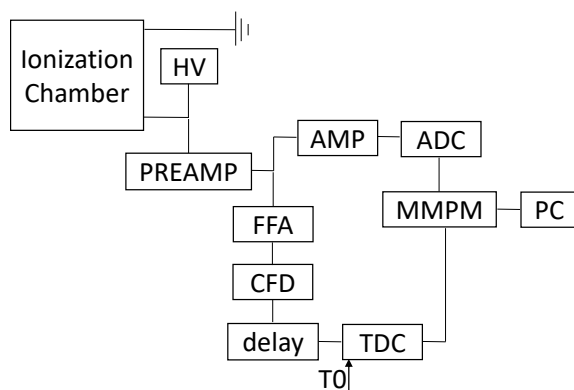 Ionization
Chamber
HV
PREAMP
AMP
ADC
MMPM
PC
FFA
CFD
delay
TDC
T0